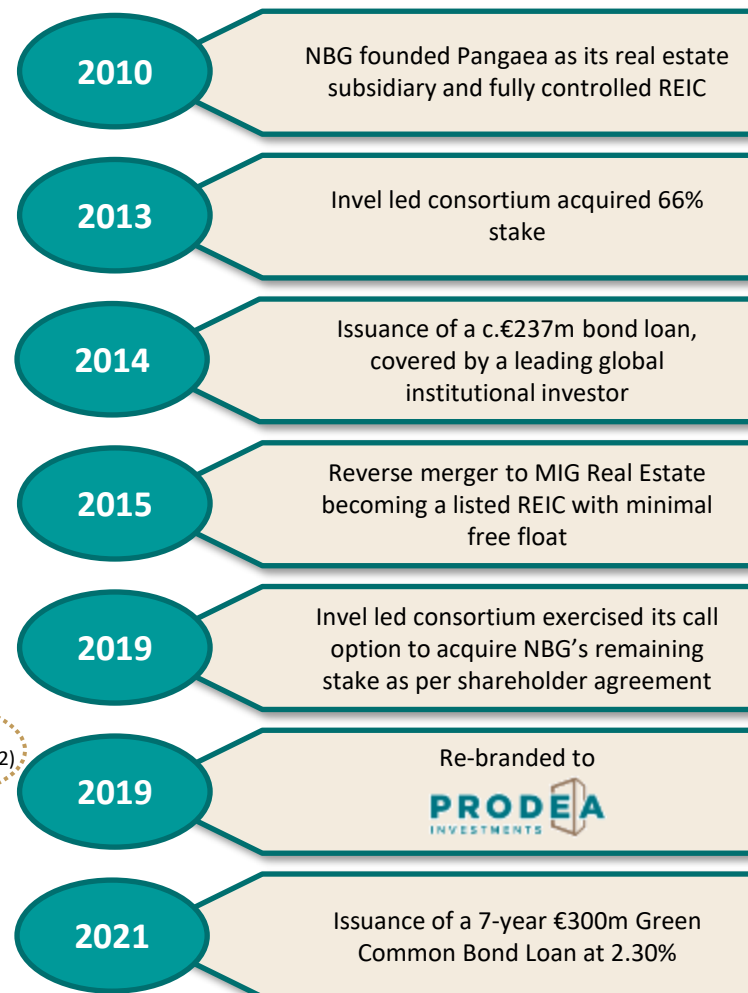 2010
NBG founded Pangaea as its real estate
subsidiary and fully controlled REIC
2013
Invel led consortium acquired 66%
stake
2014
Issuance of a c.€237m bond loan,
covered by a leading global
institutional investor
2015
Reverse merger to MIG Real Estate
becoming a listed REIC with minimal
free float
2019
Invel led consortium exercised its call
option to acquire NBG’s remaining
stake as per shareholder agreement
2)
2019
Re-branded to
PRODEA
INVESTMENTS
2021
Issuance of a 7-year €300m Green
Common Bond Loan at 2.30%